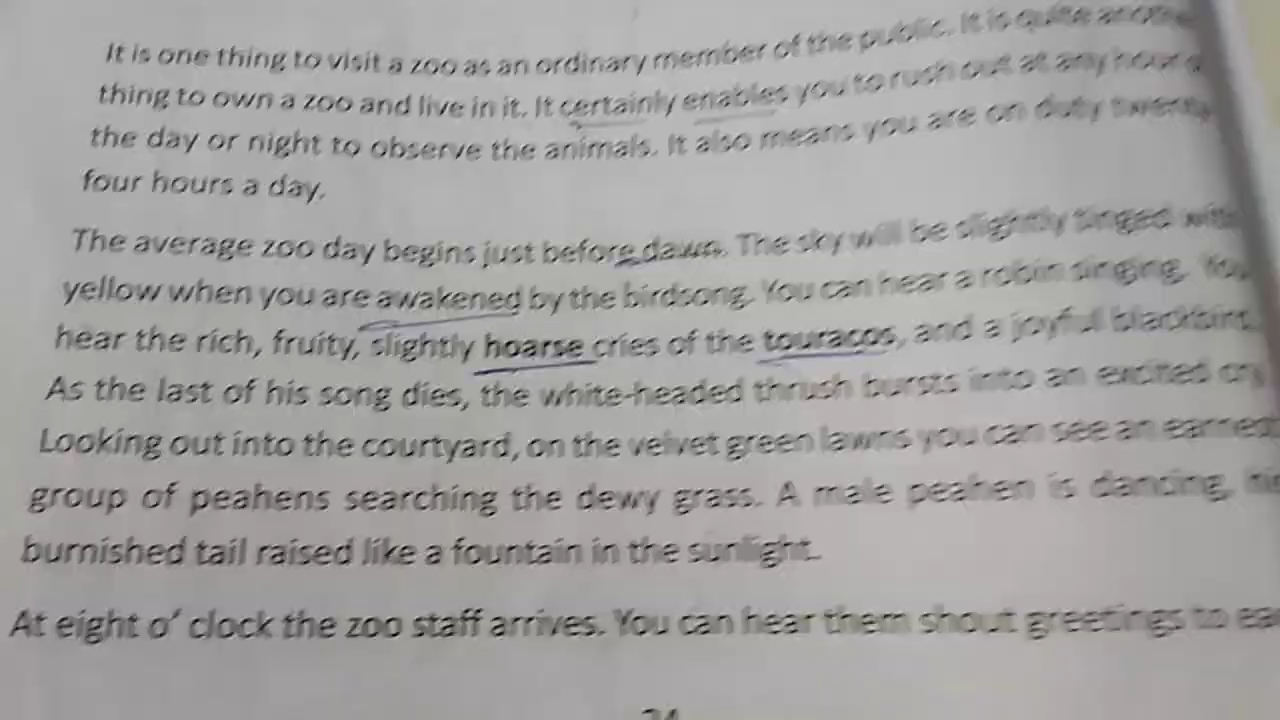 It is one thing to visit a zoo as an ordinary member of the public. It is quite
thing to own a zoo and live in it. It certainly enables you to rush out at any hour
the day or night to observe the animals. It also means you are on duty twenty
four hours a day.
The average zoo day begins just before dawn. The sky will be slightly tinged with
yellow when you are awakened by the birdsong. You can hear a robin singing. You
hear the rich, fruity, slightly hoarse cries of the touracos, and a joyful blackbird.
As the last of his song dies, the white-headed thrush bursts into an excited cry
Looking out into the courtyard, on the velvet green lawns you can see an earnest
group of peahens searching the dewy grass. A male peahen is dancing,
burnished tail raised like a fountain in the sunlight.
At eight o' clock the zoo staff arrives. You can hear them shout greetings to